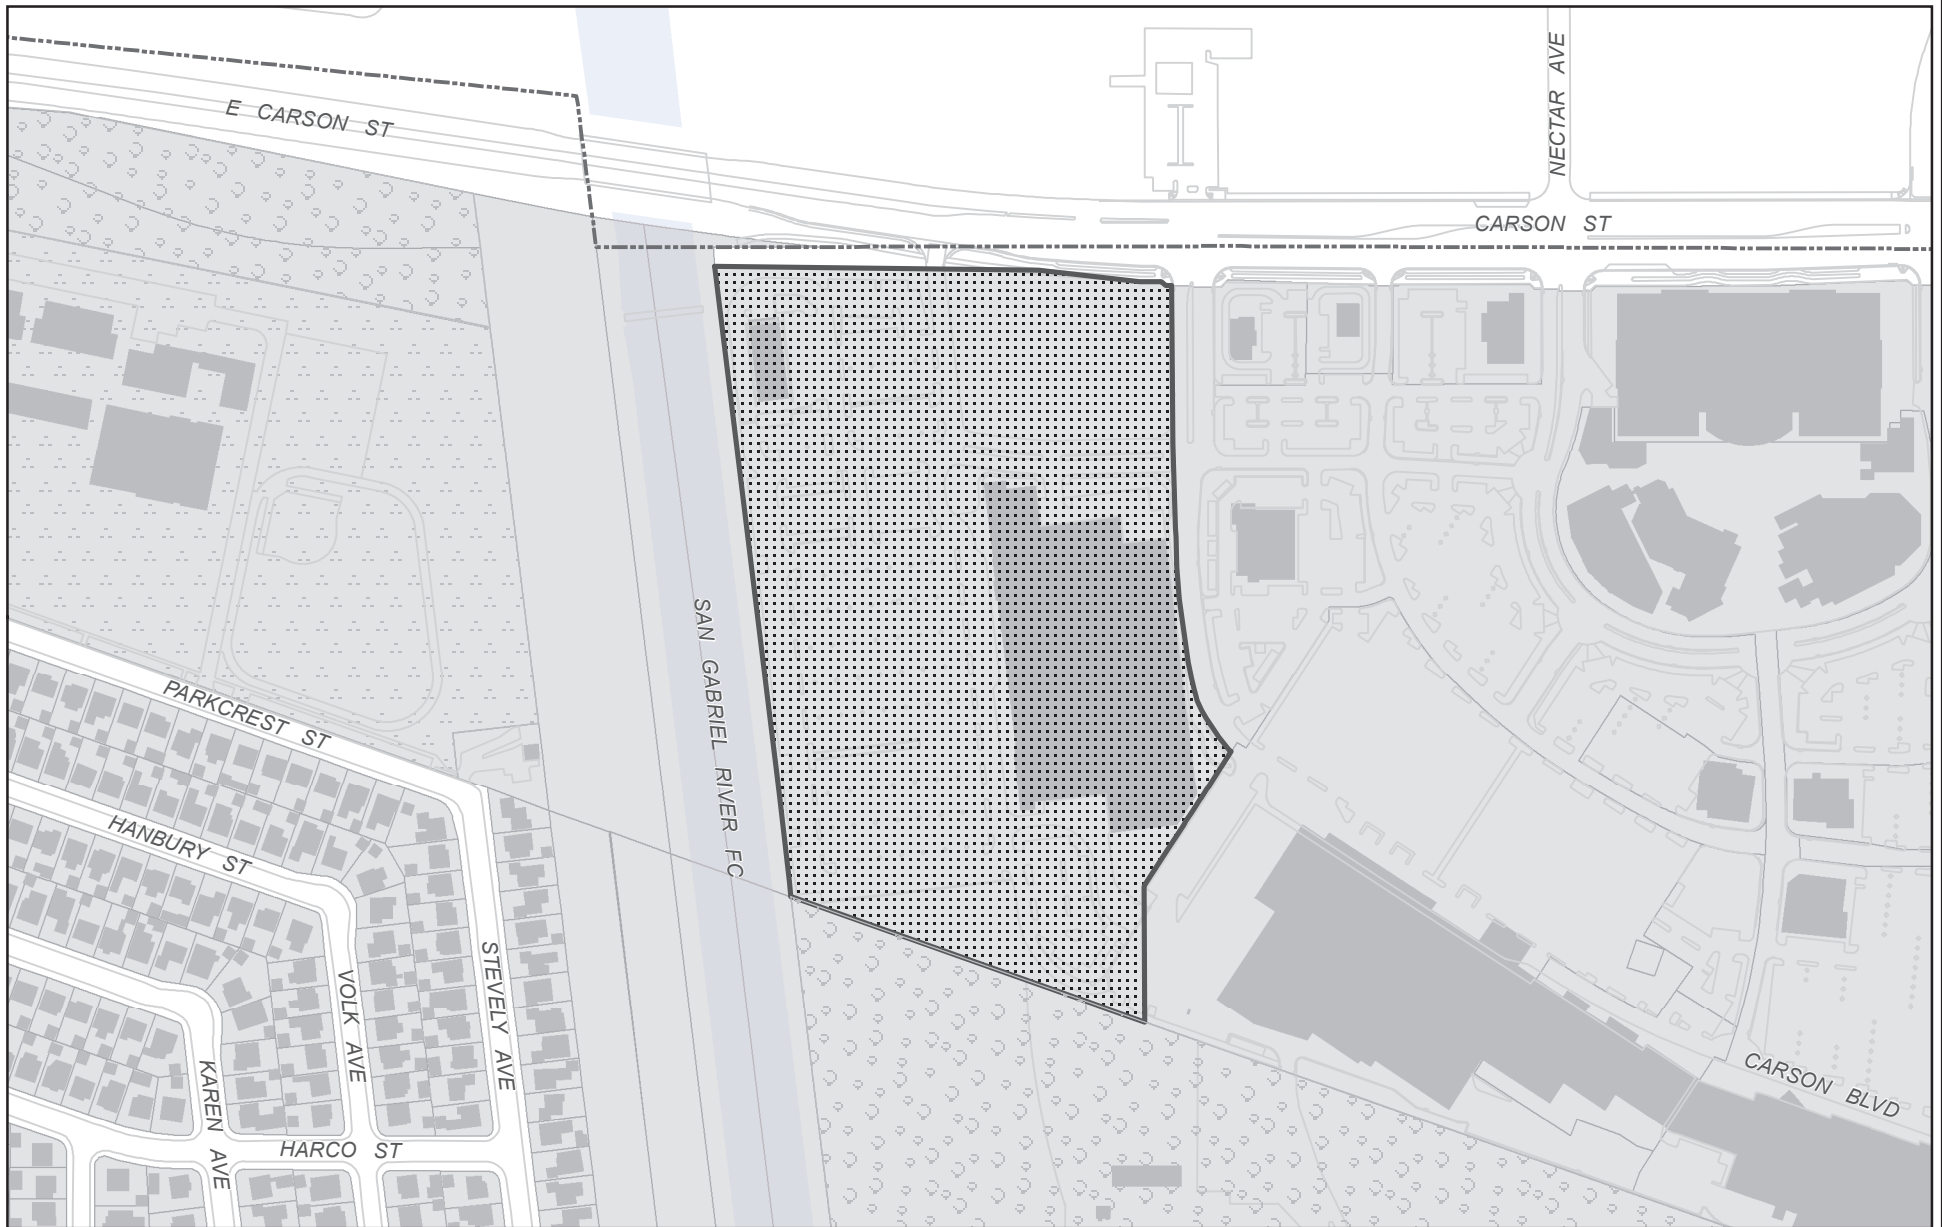 NECTAR AVE
E CARSON ST
CARSON ST
SAN GABRIEL RIVER FC
PARKCREST ST
HANBURY ST
STEVELY AVE
VOLK AVE
KAREN AVE
HARCO ST
CARSON BLVD